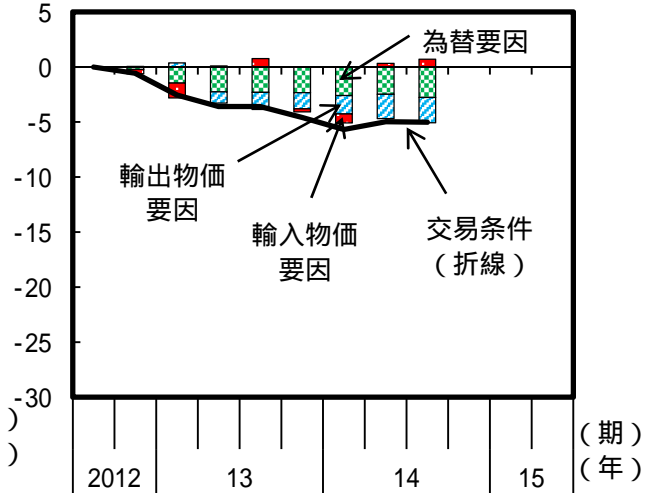 5
0
-5
-10
-15
-20
-25
-30
為替要因
輸出物価
要因
輸入物価
要因
交易条件
（折線）
）
）
（期）
2012 13 14 15 （年）